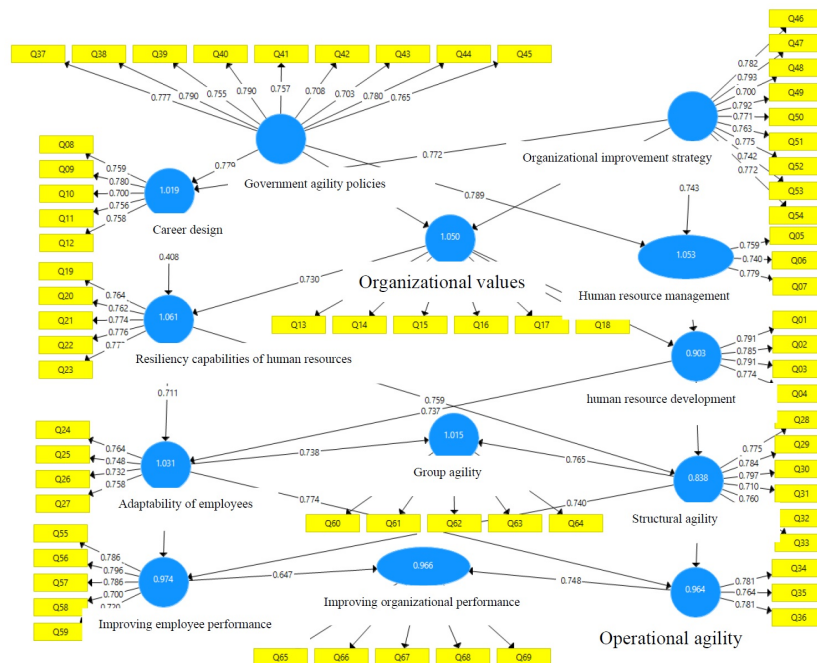 Q46
Q37 Q38 Q39 Q40 Q41 Q42 Q43 Q44 Q45
Q47
0.782
0.793
Q48
0.700
0.777 0.790 0.755 0.790 0.757 0.708 0.703 0.780 0.765
0.792
Q49
0.771
Q50
0.763
0.775
Q51
0.742
0.772
Q52
Q53
Q54
Organizational improvement strategy
0.772
Government agility policies
Q08
Q09
Q10
Q11
Q12
0.759
0.780
0.700
0.756
0.758
1.019
Career design
0.789
0.743
1.050
Organizational values
1.053
Human resource management
0.759
0.740
0.779
Q05
Q06
Q07
0.408
0.730
Q19
Q20
Q21
Q22
Q23
0.764
0.762
0.774
0.776
1.061
Resiliency capabilities of human resources
Q13 Q14 Q15 Q16 Q17 Q18
0.903
human resource development
0.791
0.785
0.791
0.774
Q01
Q02
Q03
Q04
0.711
0.759
0.737
Q24
Q25
Q26
Q27
0.764
0.748
0.732
0.758
1.031
Adaptability of employees
0.738
1.015
Group agility
0.765
0.838
Structural agility
0.775
0.784
0.797
0.710
0.760
Q28
Q29
Q30
Q31
Q32
Q33
0.774
0.740
Q60 Q61 Q62 Q63 Q64
Q55
Q56
Q57
Q58
Q59
0.786
0.796
0.786
0.700
0.974
Improving employee performance
0.647
0.966
Improving organizational performance
0.748
0.964
Operational agility
0.781
0.764
0.781
Q34
Q35
Q36
Q65 Q66 Q67 Q68 Q69